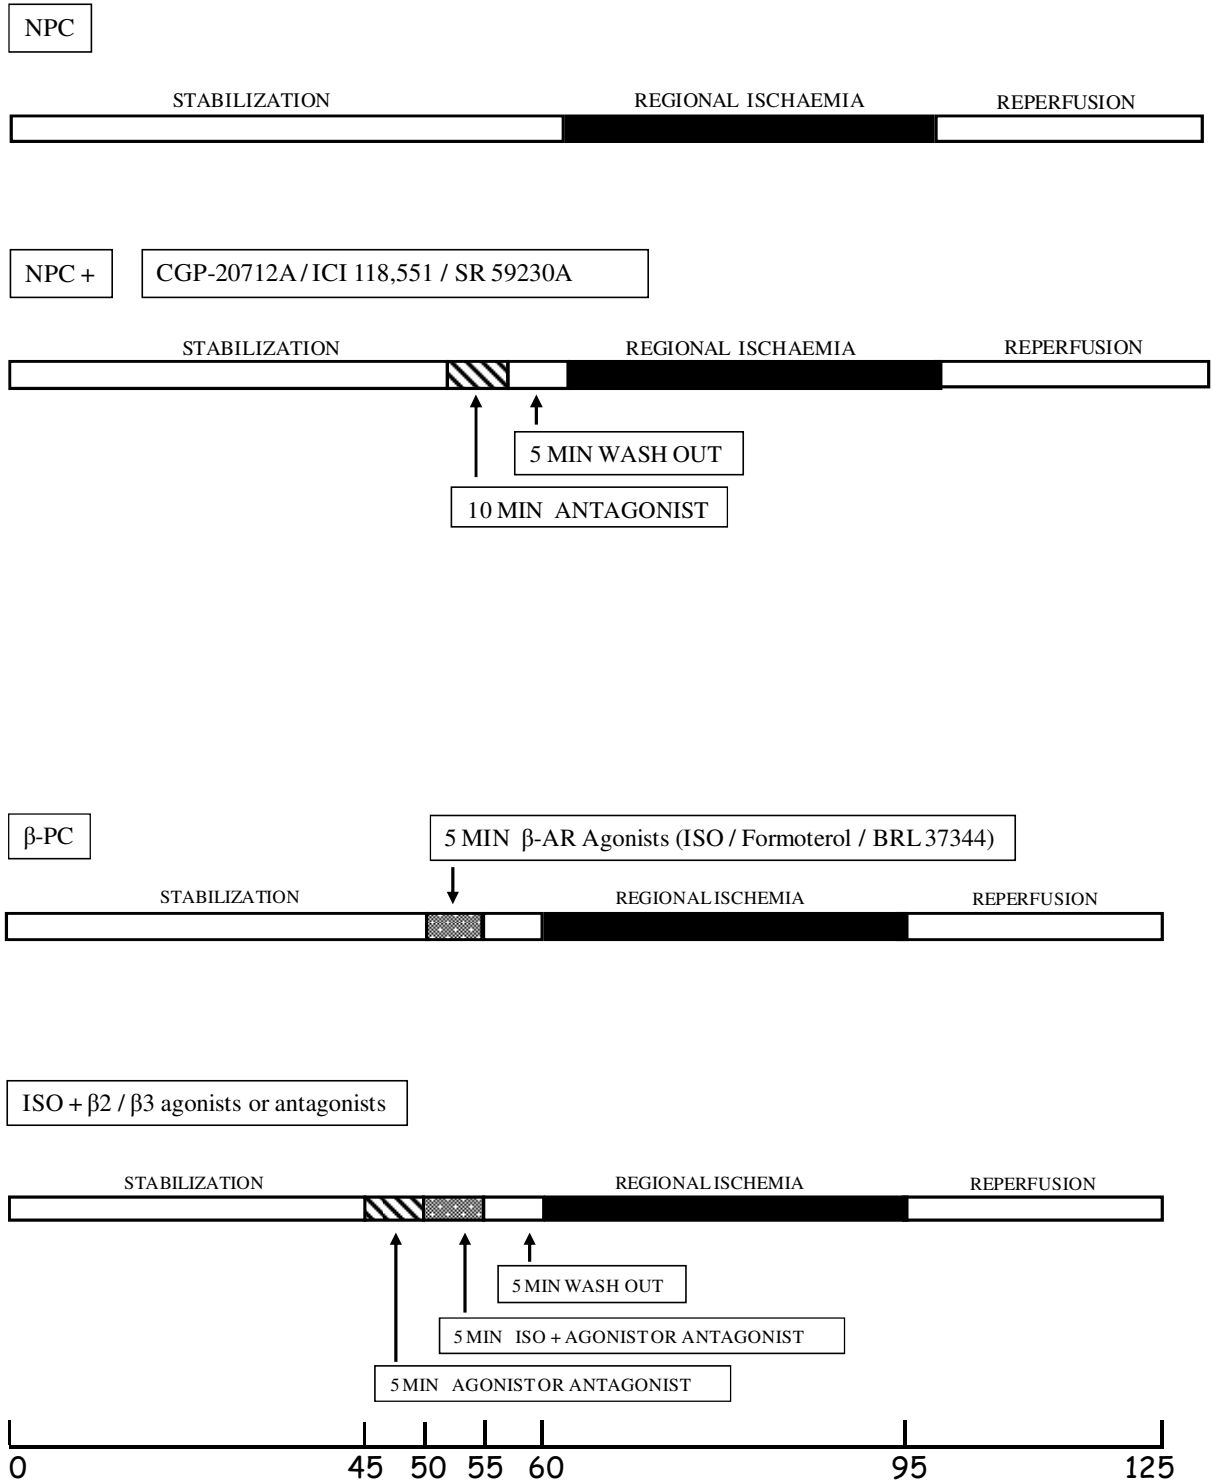 NPC
STABILIZATION REGIONAL ISCHAEMIA REPERFUSION
NPC + CGP-20712A / ICI 118,551 / SR 59230A
STABILIZATION REGIONAL ISCHAEMIA REPERFUSION
5 MIN WASH OUT
10 MIN ANTAGONIST
β-PC 5 MIN β-AR Agonists (ISO / Formoterol / BRL 37344)
STABILIZATION REGIONAL ISCHEMIA REPERFUSION
ISO + β2 / β3 agonists or antagonists
STABILIZATION REGIONAL ISCHEMIA REPERFUSION
5 MIN WASH OUT
5 MIN ISO + AGONIST OR ANTAGONIST
5 MIN AGONIST OR ANTAGONIST
0 45 50 55 60 95 125